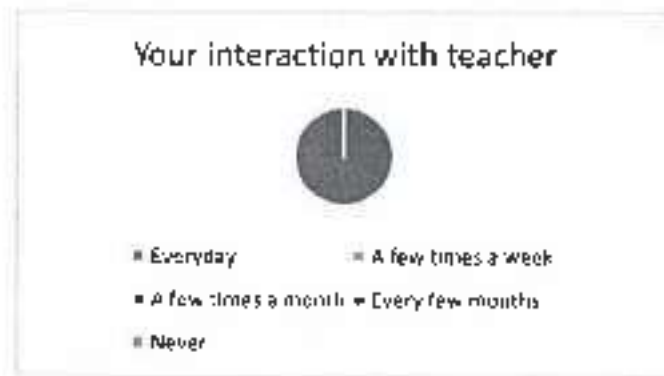 Your interaction with teacher
Everyday A few times a week
A few times a month Every few months
Never